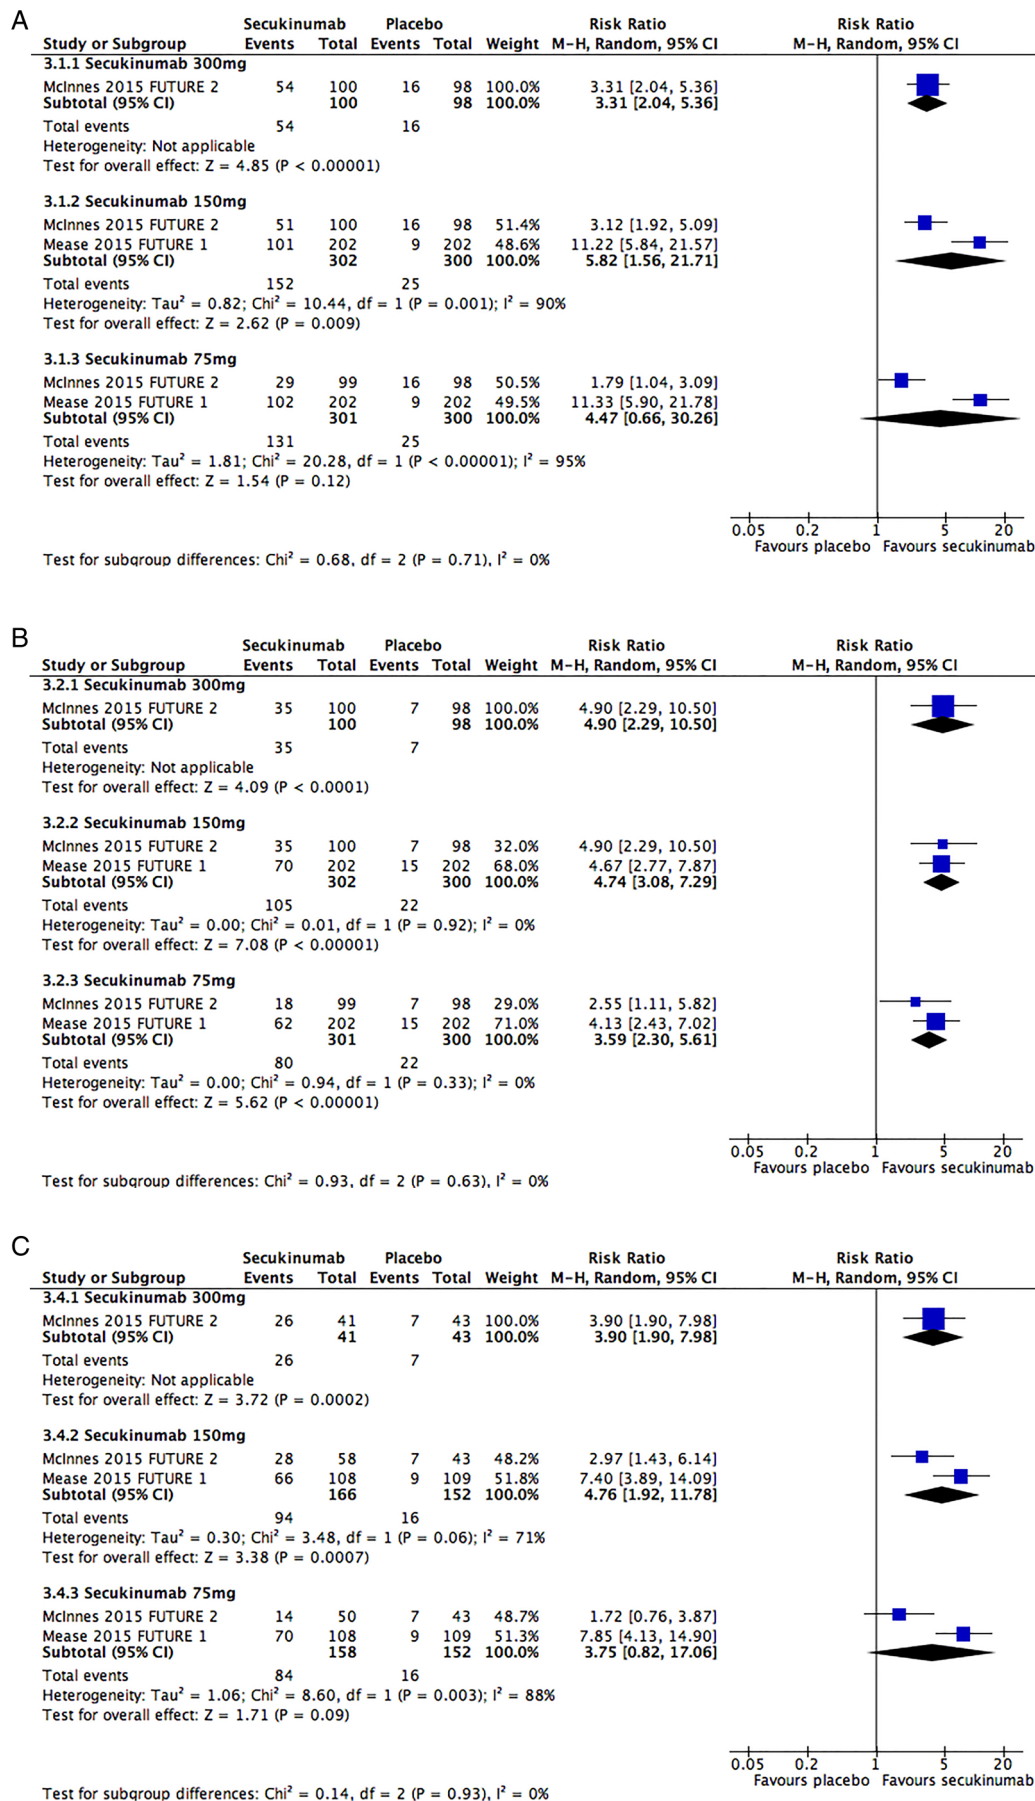 A
Secukinumab Placebo Risk Ratio Risk Ratio
Study or Subgroup Events Total Events Total Weight M-H, Random, 95% CI M-H, Random, 95% CI
3.1.1 Secukinumab 300mg
McInnes 2015 FUTURE 2 54 100 16 98 100.0% 3.31 [2.04, 5.36]
Subtotal (95% CI) 100 98 100.0% 3.31 [2.04, 5.36]
Total events 54 16
Heterogeneity: Not applicable
Test for overall effect: Z = 4.85 (P < 0.00001)
3.1.2 Secukinumab 150mg
McInnes 2015 FUTURE 2 51 100 16 98 51.4% 3.12 [1.92, 5.09]
Mease 2015 FUTURE 1 101 202 9 202 48.6% 11.22 [5.84, 21.57]
Subtotal (95% CI) 302 300 100.0% 5.82 [1.56, 21.71]
Total events 152 25
Heterogeneity: Tau² = 0.82; Chi² = 10.44, df = 1 (P = 0.001); I² = 90%
Test for overall effect: Z = 2.62 (P = 0.009)
3.1.3 Secukinumab 75mg
McInnes 2015 FUTURE 2 29 99 16 98 50.5% 1.79 [1.04, 3.09]
Mease 2015 FUTURE 1 102 202 9 202 49.5% 11.33 [5.90, 21.78]
Subtotal (95% CI) 301 300 100.0% 4.47 [0.66, 30.26]
Total events 131 25
Heterogeneity: Tau² = 1.81; Chi² = 20.28, df = 1 (P < 0.00001); I² = 95%
Test for overall effect: Z = 1.54 (P = 0.12)
0.05 0.2 1 5 20
Favours placebo Favours secukinumab
Test for subgroup differences: Chi² = 0.68, df = 2 (P = 0.71), I² = 0%
B
Secukinumab Placebo Risk Ratio Risk Ratio
Study or Subgroup Events Total Events Total Weight M-H, Random, 95% CI M-H, Random, 95% CI
3.2.1 Secukinumab 300mg
McInnes 2015 FUTURE 2 35 100 7 98 100.0% 4.90 [2.29, 10.50]
Subtotal (95% CI) 100 98 100.0% 4.90 [2.29, 10.50]
Total events 35 7
Heterogeneity: Not applicable
Test for overall effect: Z = 4.09 (P < 0.0001)
3.2.2 Secukinumab 150mg
McInnes 2015 FUTURE 2 35 100 7 98 32.0% 4.90 [2.29, 10.50]
Mease 2015 FUTURE 1 70 202 15 202 68.0% 4.67 [2.77, 7.87]
Subtotal (95% CI) 302 300 100.0% 4.74 [3.08, 7.29]
Total events 105 22
Heterogeneity: Tau² = 0.00; Chi² = 0.01, df = 1 (P = 0.92); I² = 0%
Test for overall effect: Z = 7.08 (P < 0.00001)
3.2.3 Secukinumab 75mg
McInnes 2015 FUTURE 2 18 99 7 98 29.0% 2.55 [1.11, 5.82]
Mease 2015 FUTURE 1 62 202 15 202 71.0% 4.13 [2.43, 7.02]
Subtotal (95% CI) 301 300 100.0% 3.59 [2.30, 5.61]
Total events 80 22
Heterogeneity: Tau² = 0.00; Chi² = 0.94, df = 1 (P = 0.33); I² = 0%
Test for overall effect: Z = 5.62 (P < 0.00001)
0.05 0.2 1 5 20
Favours placebo Favours secukinumab
Test for subgroup differences: Chi² = 0.93, df = 2 (P = 0.63), I² = 0%
C
Secukinumab Placebo Risk Ratio Risk Ratio
Study or Subgroup Events Total Events Total Weight M-H, Random, 95% CI M-H, Random, 95% CI
3.4.1 Secukinumab 300mg
McInnes 2015 FUTURE 2 26 41 7 43 100.0% 3.90 [1.90, 7.98]
Subtotal (95% CI) 41 43 100.0% 3.90 [1.90, 7.98]
Total events 26 7
Heterogeneity: Not applicable
Test for overall effect: Z = 3.72 (P = 0.0002)
3.4.2 Secukinumab 150mg
McInnes 2015 FUTURE 2 28 58 7 43 48.2% 2.97 [1.43, 6.14]
Mease 2015 FUTURE 1 66 108 9 109 51.8% 7.40 [3.89, 14.09]
Subtotal (95% CI) 166 152 100.0% 4.76 [1.92, 11.78]
Total events 94 16
Heterogeneity: Tau² = 0.30; Chi² = 3.48, df = 1 (P = 0.06); I² = 71%
Test for overall effect: Z = 3.38 (P = 0.0007)
3.4.3 Secukinumab 75mg
McInnes 2015 FUTURE 2 14 50 7 43 48.7% 1.72 [0.76, 3.87]
Mease 2015 FUTURE 1 70 108 9 109 51.3% 7.85 [4.13, 14.90]
Subtotal (95% CI) 158 152 100.0% 3.75 [0.82, 17.06]
Total events 84 16
Heterogeneity: Tau² = 1.06; Chi² = 8.60, df = 1 (P = 0.003); I² = 88%
Test for overall effect: Z = 1.71 (P = 0.09)
0.05 0.2 1 5 20
Favours placebo Favours secukinumab
Test for subgroup differences: Chi² = 0.14, df = 2 (P = 0.93), I² = 0%